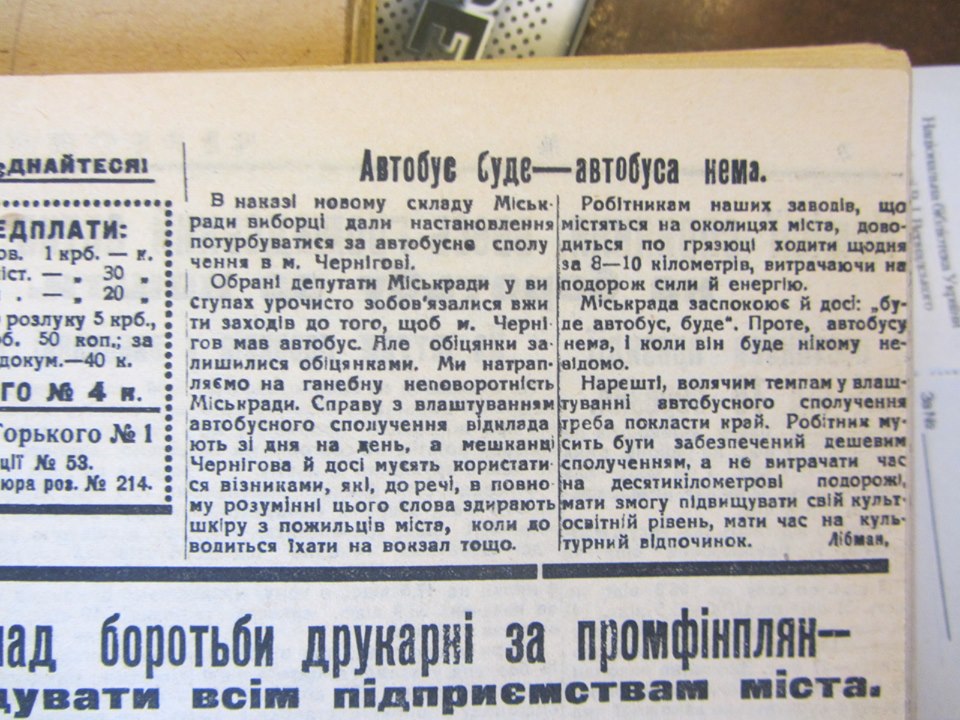 ЄДНАЙТЕСЯ!
ЕДПЛАТИ:
ов. 1 крб. — к.
іст. — „ 30 „
„ . — „ 20 „
розлуку 5 крб.,
об. 50 коп.; за
докум.—40 к.
ГО № 4 к.
Горького № 1
ції № 53.
юра роз. № 214.
Автобус буде—автобуса нема.
В наказі новому складу Міськ-
ради виборці дали настановлення
потурбуватися за автобусне сполу
чення в м. Чернігові.
Обрані депутати Міськради у ви
ступах урочисто зобов'язалися вжи
ти заходів до того, щоб м. Черні-
гов мав автобус. Але обіцянки за-
лишилися обіцянками. Ми натрап-
ляємо на ганебну неповоротність
Міськради. Справу з влаштуванням
автобусного сполучення відклада
ють зі дня на день, а мешканці
Чернігова й досі мусять користати-
ся візниками, які, до речі, в повно
му розумінні цього слова здирають
шкіру з пожильців міста, коли до
водиться їхати на вокзал тощо.
Робітникам наших заводів, що
містяться на околицях міста, дово-
диться по грязюці ходити щодня
за 8—10 кілометрів, витрачаючи на
подорож сили й енергію.
Міськрада заспокоює й досі: „бу-
де автобус, буде“. Проте, автобусу
нема, і коли він буде нікому не-
відомо.
Нарешті, волячим темпам у влаш-
туванні автобусного сполучення
треба покласти край. Робітник му-
сить бути забезпечений дешевим
сполученням, а не витрачати час
на десятикілометрові подорожі,
мати змогу підвищувати свій культ-
освітній рівень, мати час на куль-
турний відпочинок. Лібман,
лад боротьби друкарні за промфінплян—
дувати всім підприємствам міста.